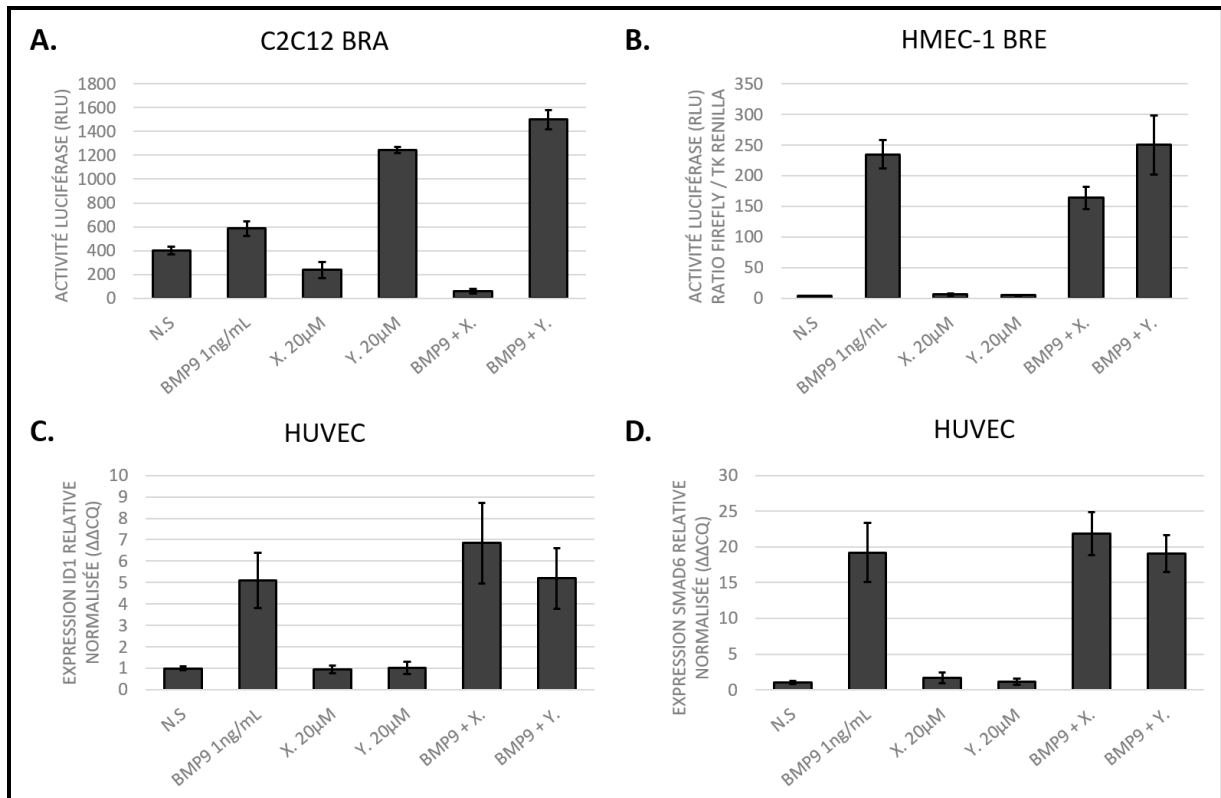 A.
C2C12 BRA
ACTIVITÉ LUCIFÉRASE (RLU)
1800
1600
1400
1200
1000
800
600
400
200
0
N.S
BMP9 1ng/mL
X. 20µM
Y. 20µM
BMP9 + X.
BMP9 + Y.
B.
HMEC-1 BRE
ACTIVITÉ LUCIFÉRASE (RLU)
RATIO FIREFLY / TK RENILLA
350
300
250
200
150
100
50
0
N.S
BMP9 1ng/mL
X. 20µM
Y. 20µM
BMP9 + X.
BMP9 + Y.
C.
HUVEC
EXPRESSION ID1 RELATIVE
NORMALISÉE (ΔΔCQ)
10
9
8
7
6
5
4
3
2
1
0
N.S
BMP9 1ng/mL
X. 20µM
Y. 20µM
BMP9 + X.
BMP9 + Y.
D.
HUVEC
EXPRESSION SMAD6 RELATIVE
NORMALISÉE (ΔΔCQ)
30
25
20
15
10
5
0
N.S
BMP9 1ng/mL
X. 20µM
Y. 20µM
BMP9 + X.
BMP9 + Y.